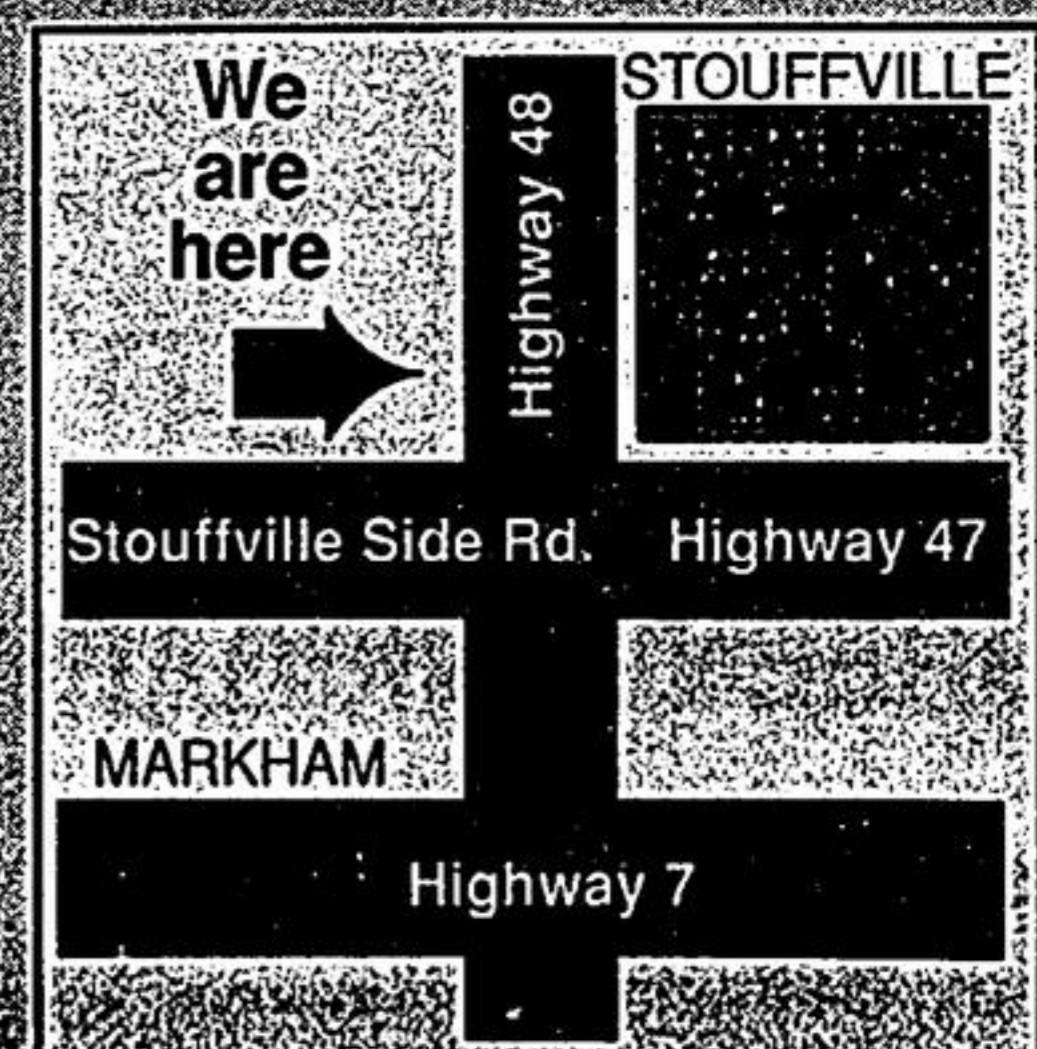 We
are
here
Highway 48
STOUFFVILLE
Stouffville Side Rd.
Highway 47
MARKHAM
Highway 7